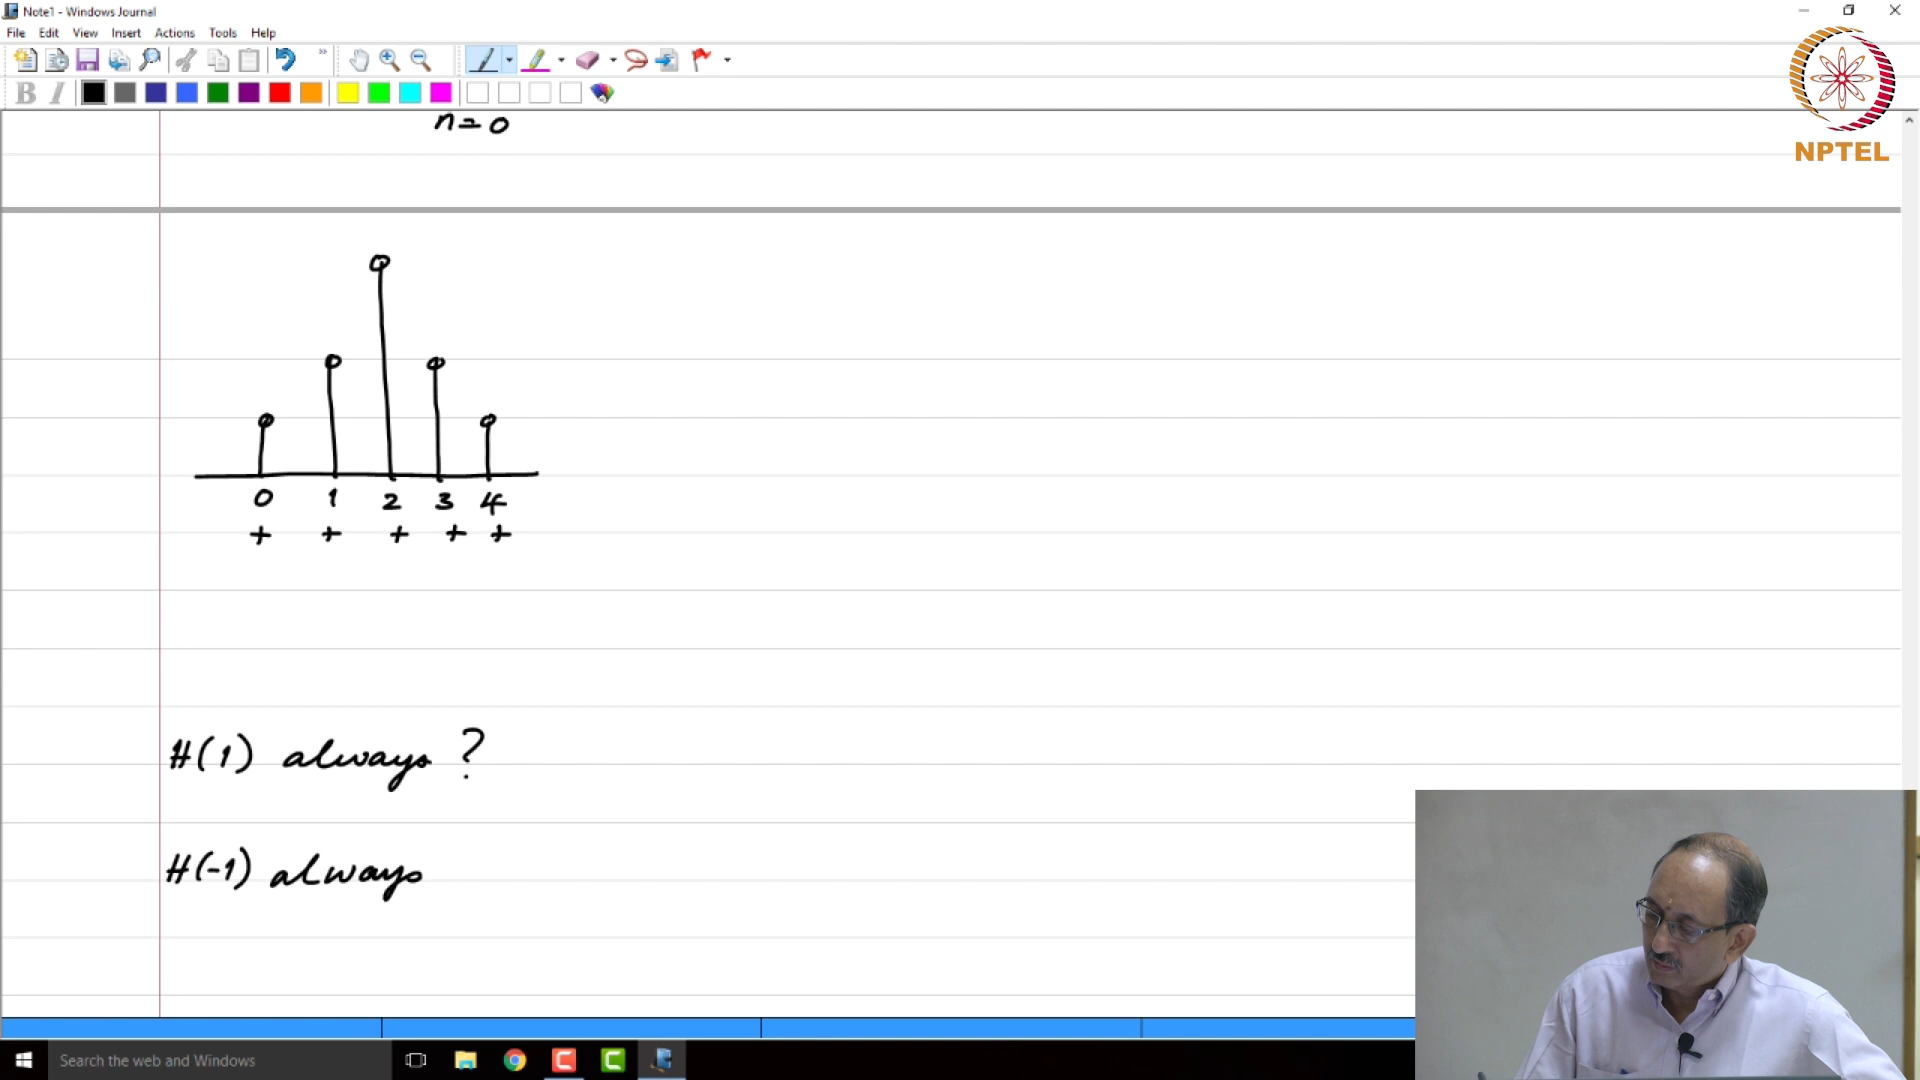 Note1 - Windows Journal
File Edit View Insert Actions Tools Help
B I
NPTEL
n = 0
0 1 2 3 4
+ + + + +
H(1) always ?
H(-1) always
Search the web and Windows